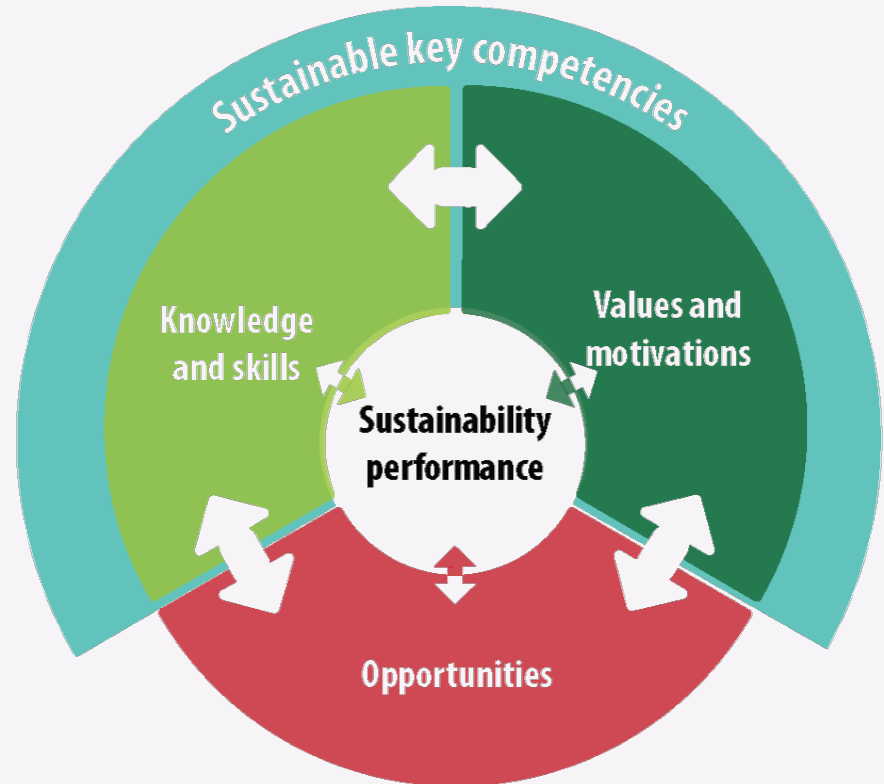 Sustainable key competencies
Knowledge
and skills
Values and
motivations
Sustainability
performance
Opportunities